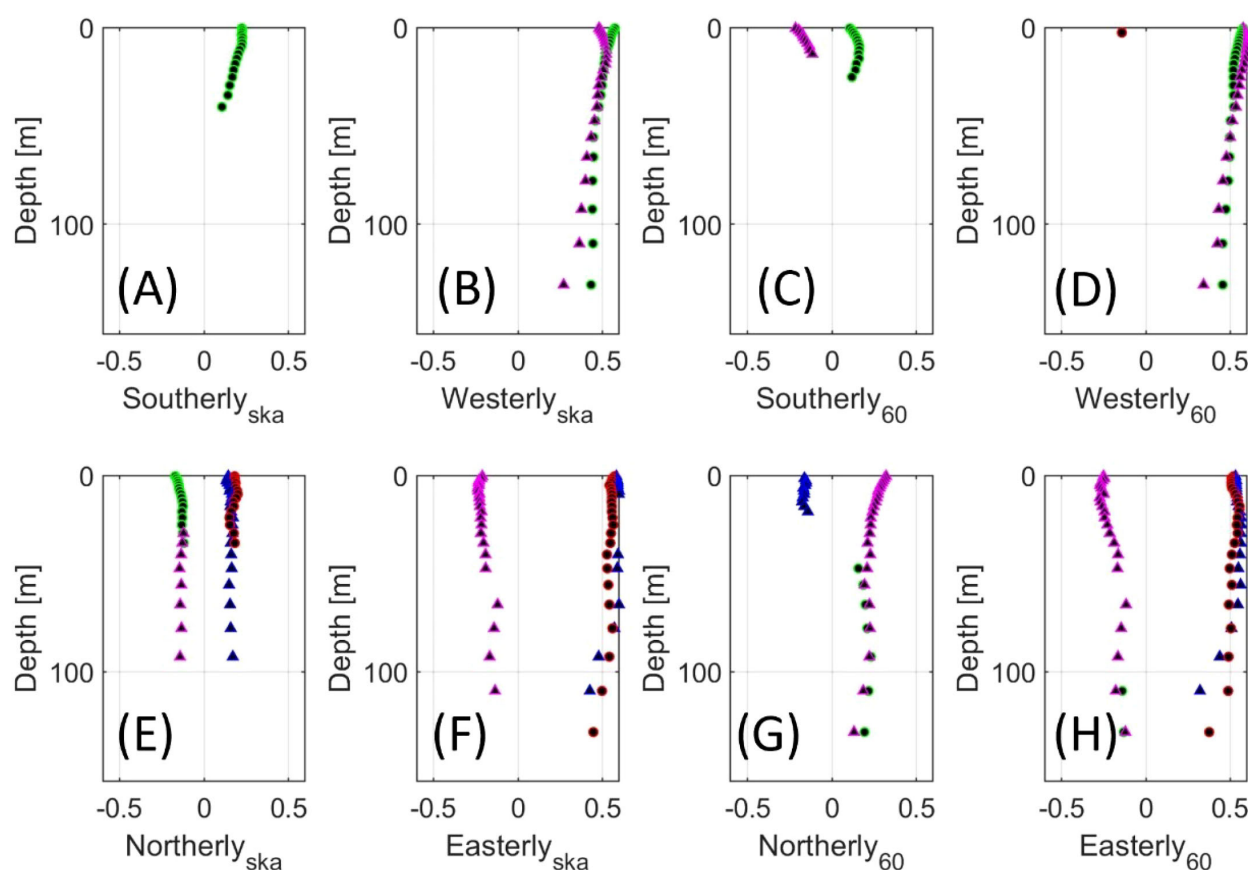 0
100
Depth [m]
(A)
-0.5 0 0.5
Southerly_ska
0
100
Depth [m]
(B)
-0.5 0 0.5
Westerly_ska
0
100
Depth [m]
(C)
-0.5 0 0.5
Southerly_60
0
100
Depth [m]
(D)
-0.5 0 0.5
Westerly_60
0
100
Depth [m]
(E)
-0.5 0 0.5
Northerly_ska
0
100
Depth [m]
(F)
-0.5 0 0.5
Easterly_ska
0
100
Depth [m]
(G)
-0.5 0 0.5
Northerly_60
0
100
Depth [m]
(H)
-0.5 0 0.5
Easterly_60